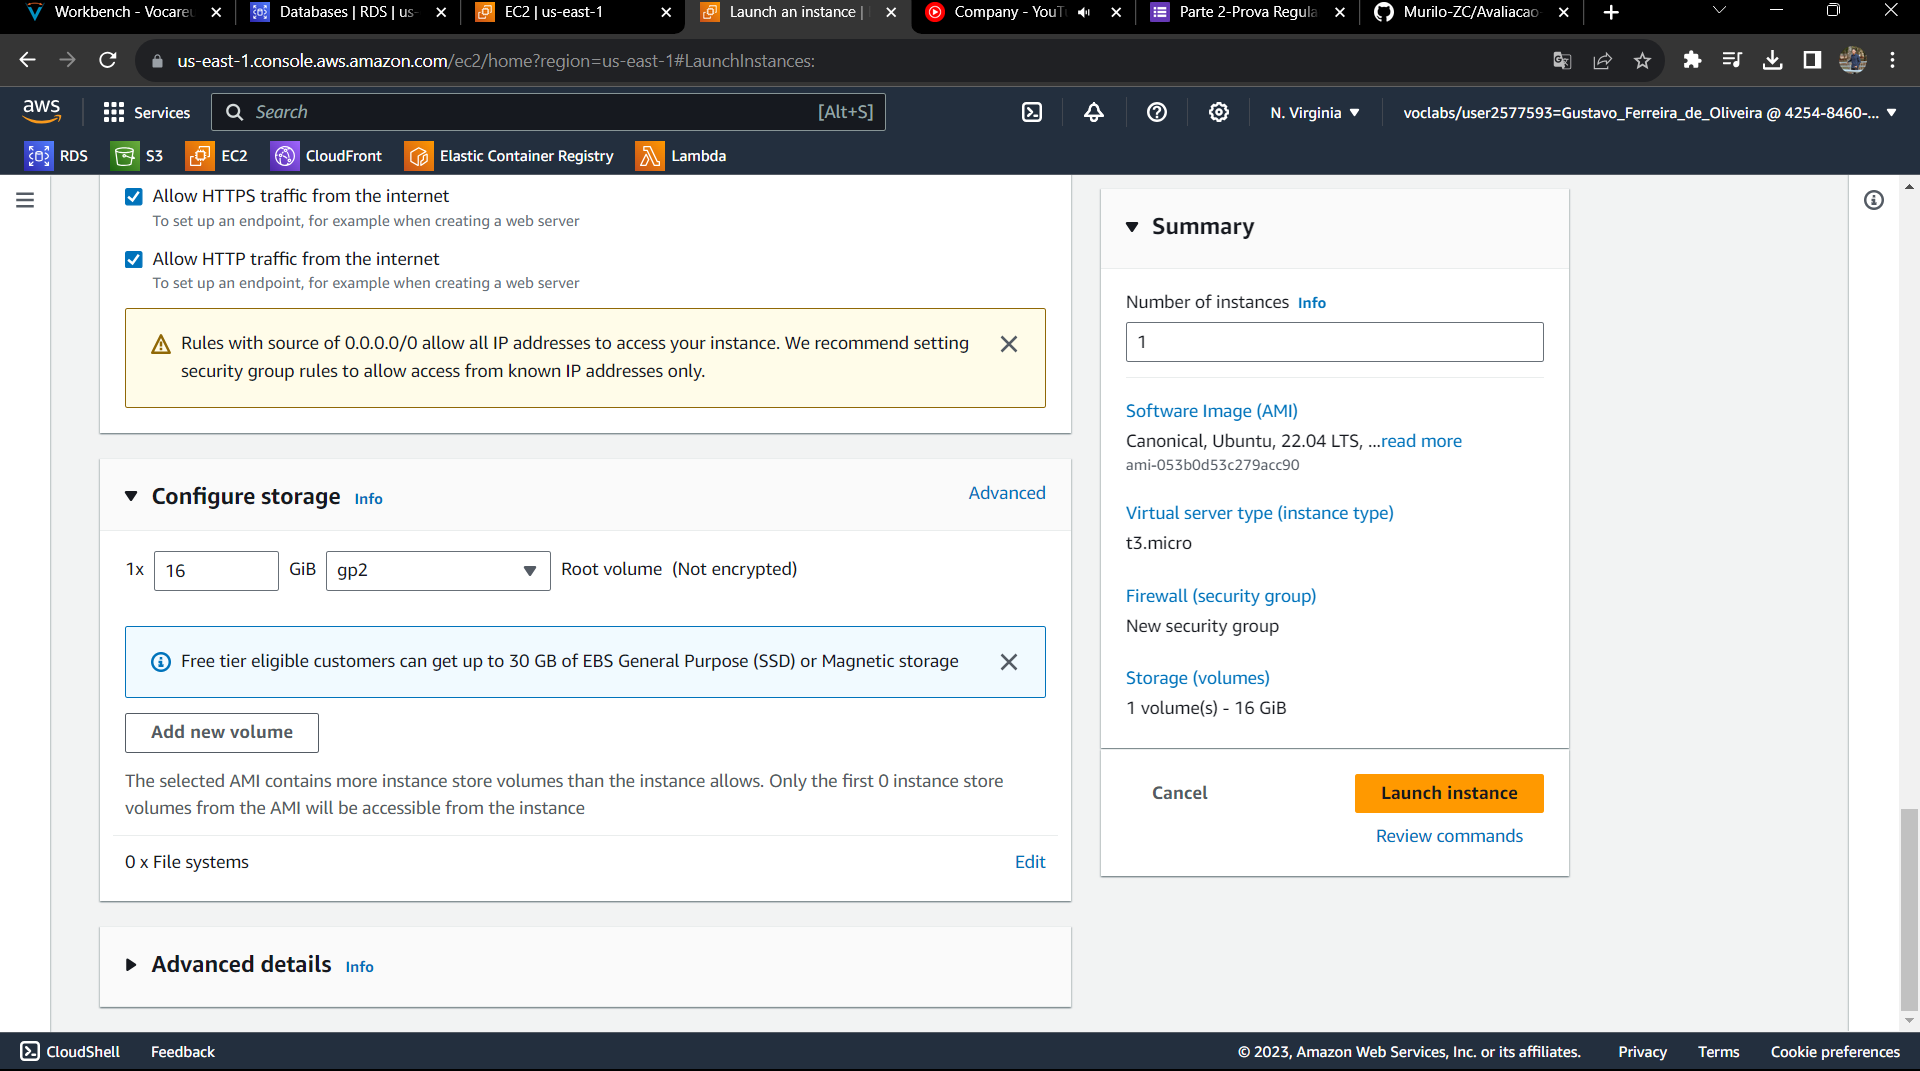 Workbench - Vocareu
Databases | RDS | us-
EC2 | us-east-1
Launch an instance |
Company - YouTu
Parte 2-Prova Regula
Murilo-ZC/Avaliacao-
us-east-1.console.aws.amazon.com/ec2/home?region=us-east-1#LaunchInstances:
aws
Services
Search
[Alt+S]
N. Virginia
voclabs/user2577593=Gustavo_Ferreira_de_Oliveira @ 4254-8460-...
RDS
S3
EC2
CloudFront
Elastic Container Registry
Lambda
Allow HTTPS traffic from the internet
To set up an endpoint, for example when creating a web server
Allow HTTP traffic from the internet
To set up an endpoint, for example when creating a web server
Rules with source of 0.0.0.0/0 allow all IP addresses to access your instance. We recommend setting
security group rules to allow access from known IP addresses only.
Configure storage Info
Advanced
1x 16 GiB gp2 Root volume (Not encrypted)
Free tier eligible customers can get up to 30 GB of EBS General Purpose (SSD) or Magnetic storage
Add new volume
The selected AMI contains more instance store volumes than the instance allows. Only the first 0 instance store
volumes from the AMI will be accessible from the instance
0 x File systems
Edit
Advanced details Info
Summary
Number of instances Info
1
Software Image (AMI)
Canonical, Ubuntu, 22.04 LTS, ...read more
ami-053b0d53c279acc90
Virtual server type (instance type)
t3.micro
Firewall (security group)
New security group
Storage (volumes)
1 volume(s) - 16 GiB
Cancel
Launch instance
Review commands
CloudShell
Feedback
© 2023, Amazon Web Services, Inc. or its affiliates.
Privacy
Terms
Cookie preferences